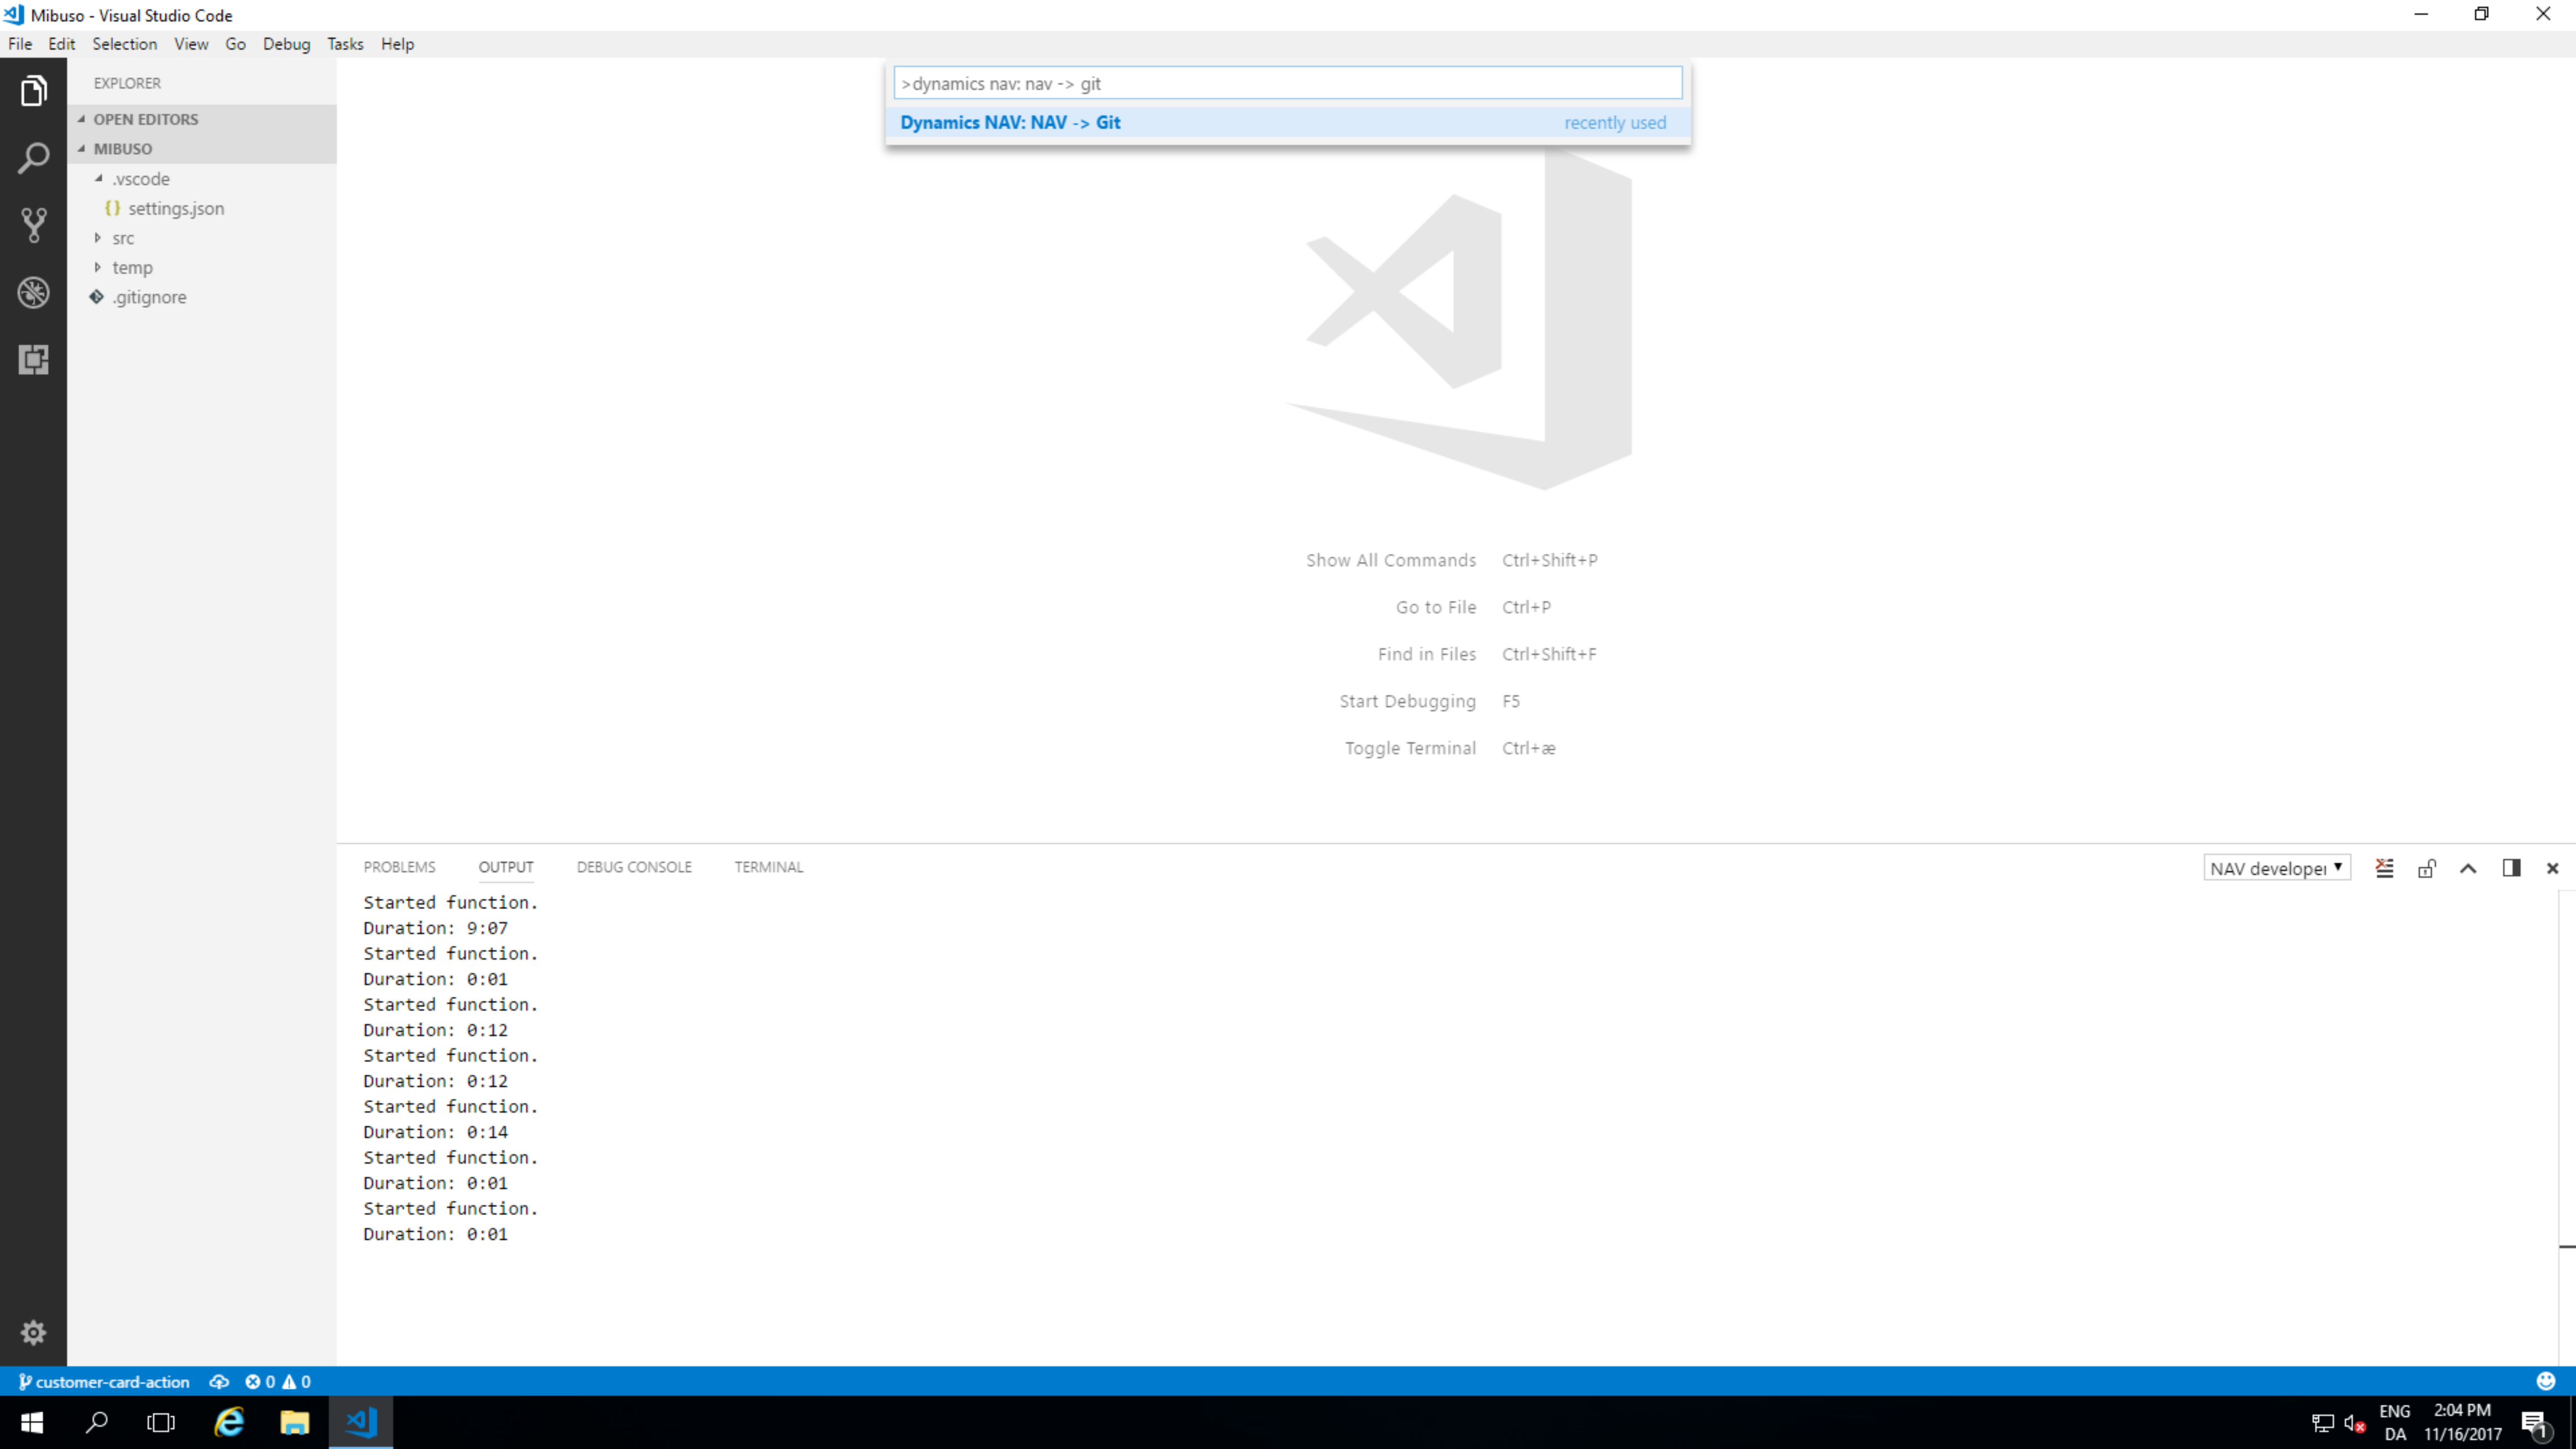 Mibuso - Visual Studio Code
File Edit Selection View Go Debug Tasks Help
>dynamics nav: nav -> git
Dynamics NAV: NAV -> Git recently used
EXPLORER
OPEN EDITORS
MIBUSO
.vscode
{} settings.json
src
temp
.gitignore
Show All Commands Ctrl+Shift+P
Go to File Ctrl+P
Find in Files Ctrl+Shift+F
Start Debugging F5
Toggle Terminal Ctrl+æ
PROBLEMS OUTPUT DEBUG CONSOLE TERMINAL NAV developer
Started function.
Duration: 9:07
Started function.
Duration: 0:01
Started function.
Duration: 0:12
Started function.
Duration: 0:12
Started function.
Duration: 0:14
Started function.
Duration: 0:01
Started function.
Duration: 0:01
customer-card-action 0 0
ENG 2:04 PM
DA 11/16/2017 1